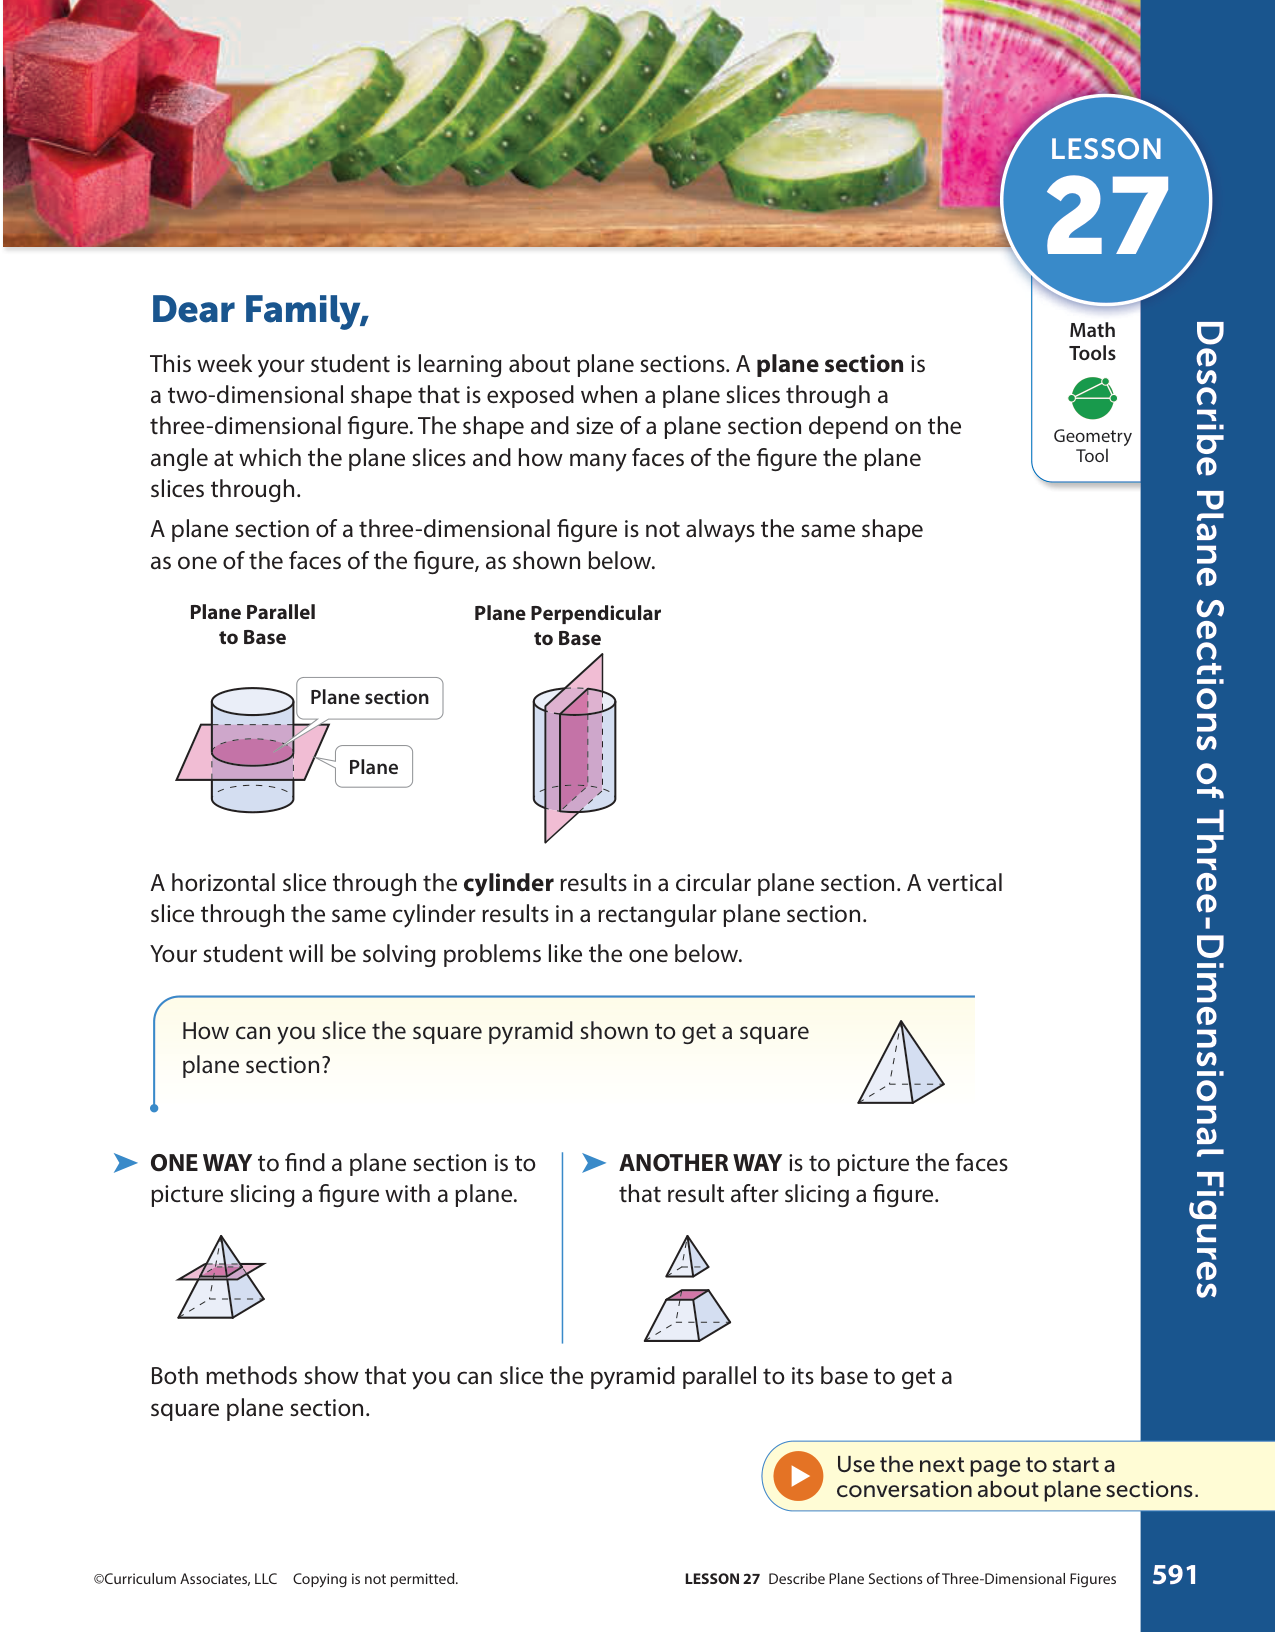 LESSON
27
Math
Tools
Geometry
Tool
Describe Plane Sections of Three-Dimensional Figures
Dear Family,
This week your student is learning about plane sections. A plane section is
a two-dimensional shape that is exposed when a plane slices through a
three-dimensional figure. The shape and size of a plane section depend on the
angle at which the plane slices and how many faces of the figure the plane
slices through.
A plane section of a three-dimensional figure is not always the same shape
as one of the faces of the figure, as shown below.
Plane Parallel
to Base
Plane section
Plane
Plane Perpendicular
to Base
A horizontal slice through the cylinder results in a circular plane section. A vertical
slice through the same cylinder results in a rectangular plane section.
Your student will be solving problems like the one below.
How can you slice the square pyramid shown to get a square
plane section?
ONE WAY to find a plane section is to
picture slicing a figure with a plane.
ANOTHER WAY is to picture the faces
that result after slicing a figure.
Both methods show that you can slice the pyramid parallel to its base to get a
square plane section.
Use the next page to start a
conversation about plane sections.
©Curriculum Associates, LLC Copying is not permitted.
LESSON 27 Describe Plane Sections of Three-Dimensional Figures
591